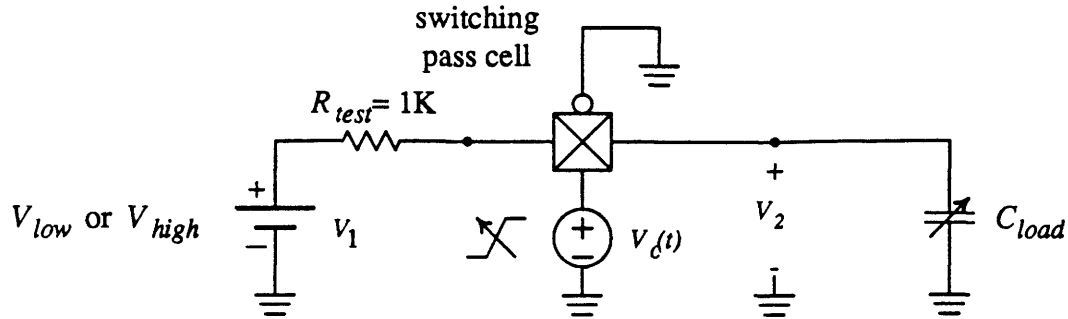 switching
pass cell
R_test = 1K
V_low or V_high
+
−
V_1
+
−
V_c(t)
+
V_2
-
C_load